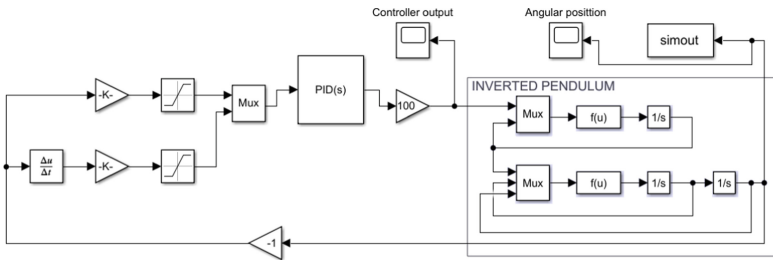 Controller output
Angular posittion
simout
INVERTED PENDULUM
-K-
Mux
PID(s)
100
Mux
f(u)
1/s
Δu
Δt
-K-
Mux
f(u)
1/s
1/s
-1